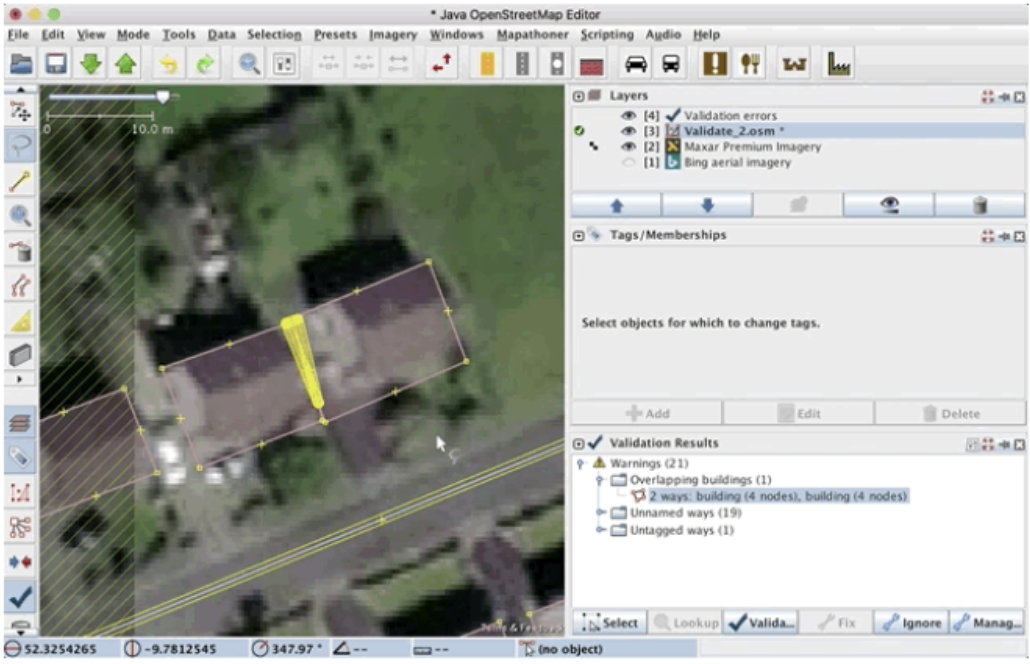 * Java OpenStreetMap Editor
File Edit View Mode Tools Data Selection Presets Imagery Windows Mapathoner Scripting Audio Help
0 10.0 m
Layers
[4] Validation errors
[3] Validate_2.osm *
[2] Maxar Premium Imagery
[1] Bing aerial imagery
Tags/Memberships
Select objects for which to change tags.
Add Edit Delete
Validation Results
Warnings (21)
Overlapping buildings (1)
2 ways: building (4 nodes), building (4 nodes)
Unnamed ways (19)
Untagged ways (1)
Select Lookup Valida... Fix Ignore Manag...
Terms & Feedback
52.3254265 -9.7812545 347.97 ° -- -- (no object)